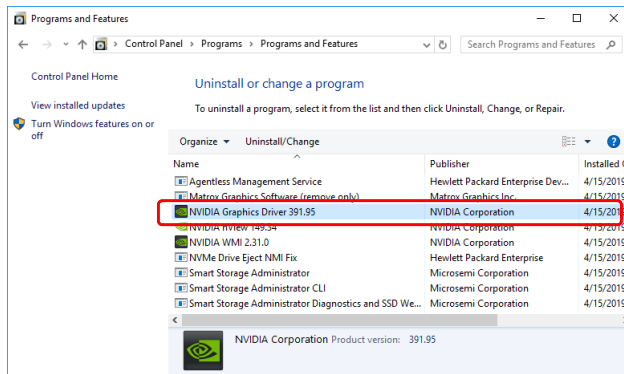 Programs and Features
Control Panel > Programs > Programs and Features
Search Programs and Features
Control Panel Home
View installed updates
Turn Windows features on or
off
Uninstall or change a program
To uninstall a program, select it from the list and then click Uninstall, Change, or Repair.
Organize Uninstall/Change
Name Publisher Installed
Agentless Management Service Hewlett Packard Enterprise Dev... 4/15/2019
Matrox Graphics Software (remove only) Matrox Graphics Inc. 4/15/2019
NVIDIA Graphics Driver 391.95 NVIDIA Corporation 4/15/2019
NVIDIA nView 149.34 NVIDIA Corporation 4/15/2019
NVIDIA WMI 2.31.0 NVIDIA Corporation 4/15/2019
NVMe Drive Eject NMI Fix Hewlett Packard Enterprise 4/15/2019
Smart Storage Administrator Microsemi Corporation 4/15/2019
Smart Storage Administrator CLI Microsemi Corporation 4/15/2019
Smart Storage Administrator Diagnostics and SSD We... Microsemi Corporation 4/15/2019
NVIDIA Corporation Product version: 391.95